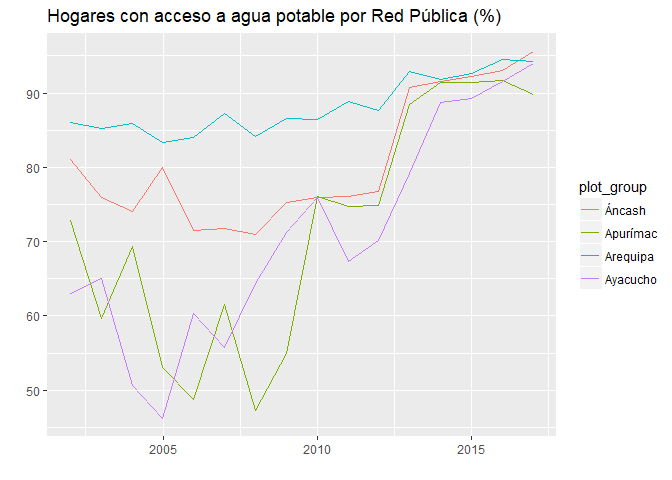 Hogares con acceso a agua potable por Red Pública (%)
90
80
70
60
50
2005
2010
2015
plot_group
Áncash
Apurímac
Arequipa
Ayacucho